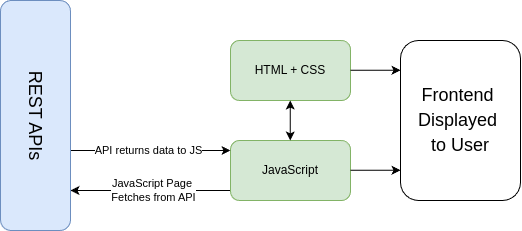 REST APIs
HTML + CSS
Frontend
Displayed
to User
API returns data to JS
JavaScript
JavaScript Page
Fetches from API